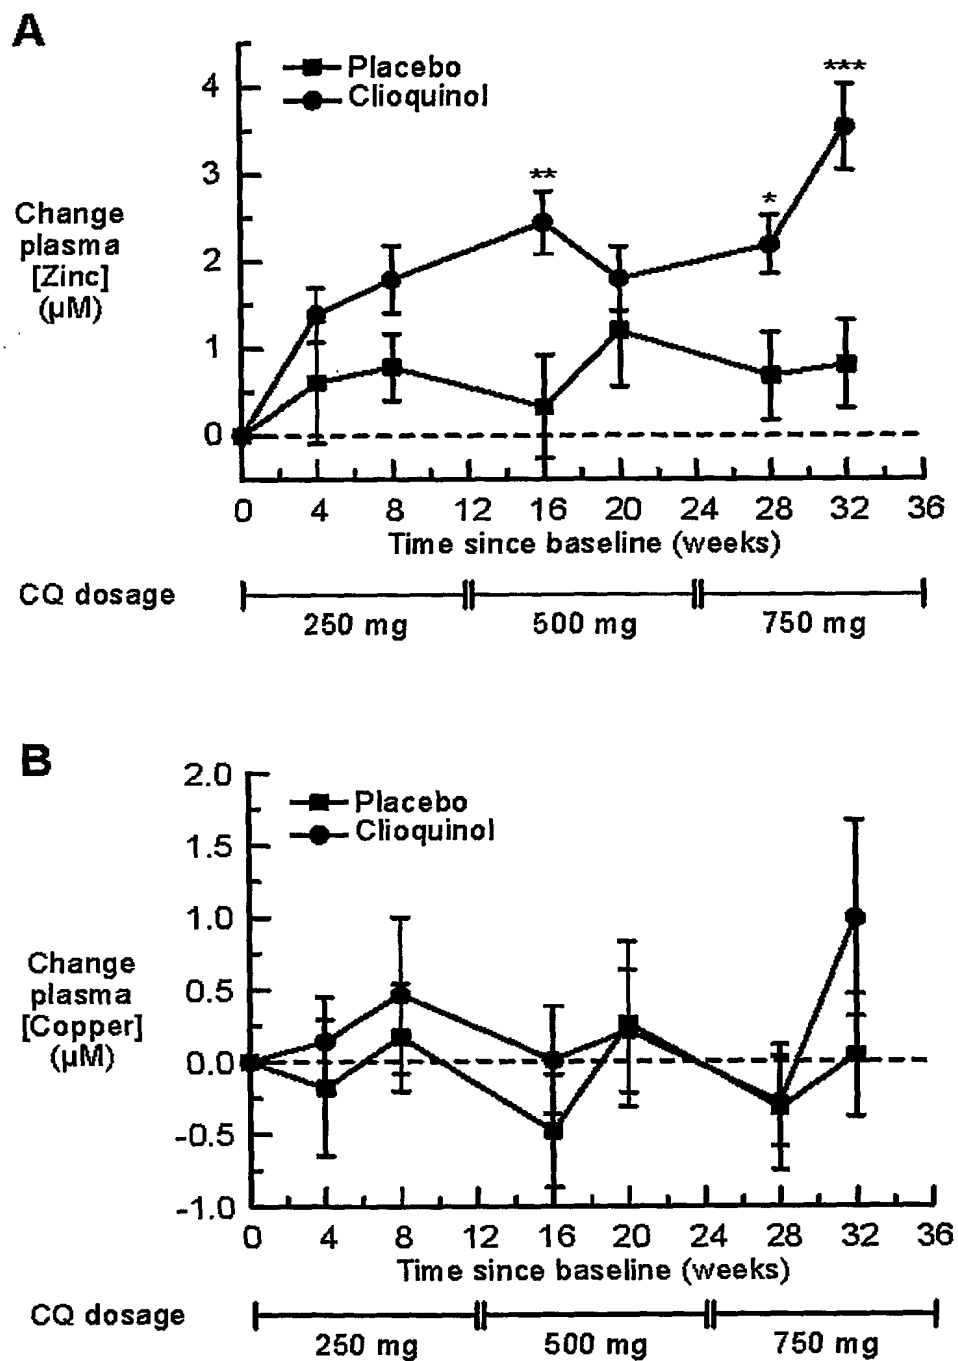 A
Placebo
Clioquinol
***
**
*
4
3
2
1
0
Change
plasma
[Zinc]
(µM)
0 4 8 12 16 20 24 28 32 36
Time since baseline (weeks)
CQ dosage
250 mg 500 mg 750 mg
B
Placebo
Clioquinol
2.0
1.5
1.0
0.5
0.0
-0.5
-1.0
Change
plasma
[Copper]
(µM)
0 4 8 12 16 20 24 28 32 36
Time since baseline (weeks)
CQ dosage
250 mg 500 mg 750 mg